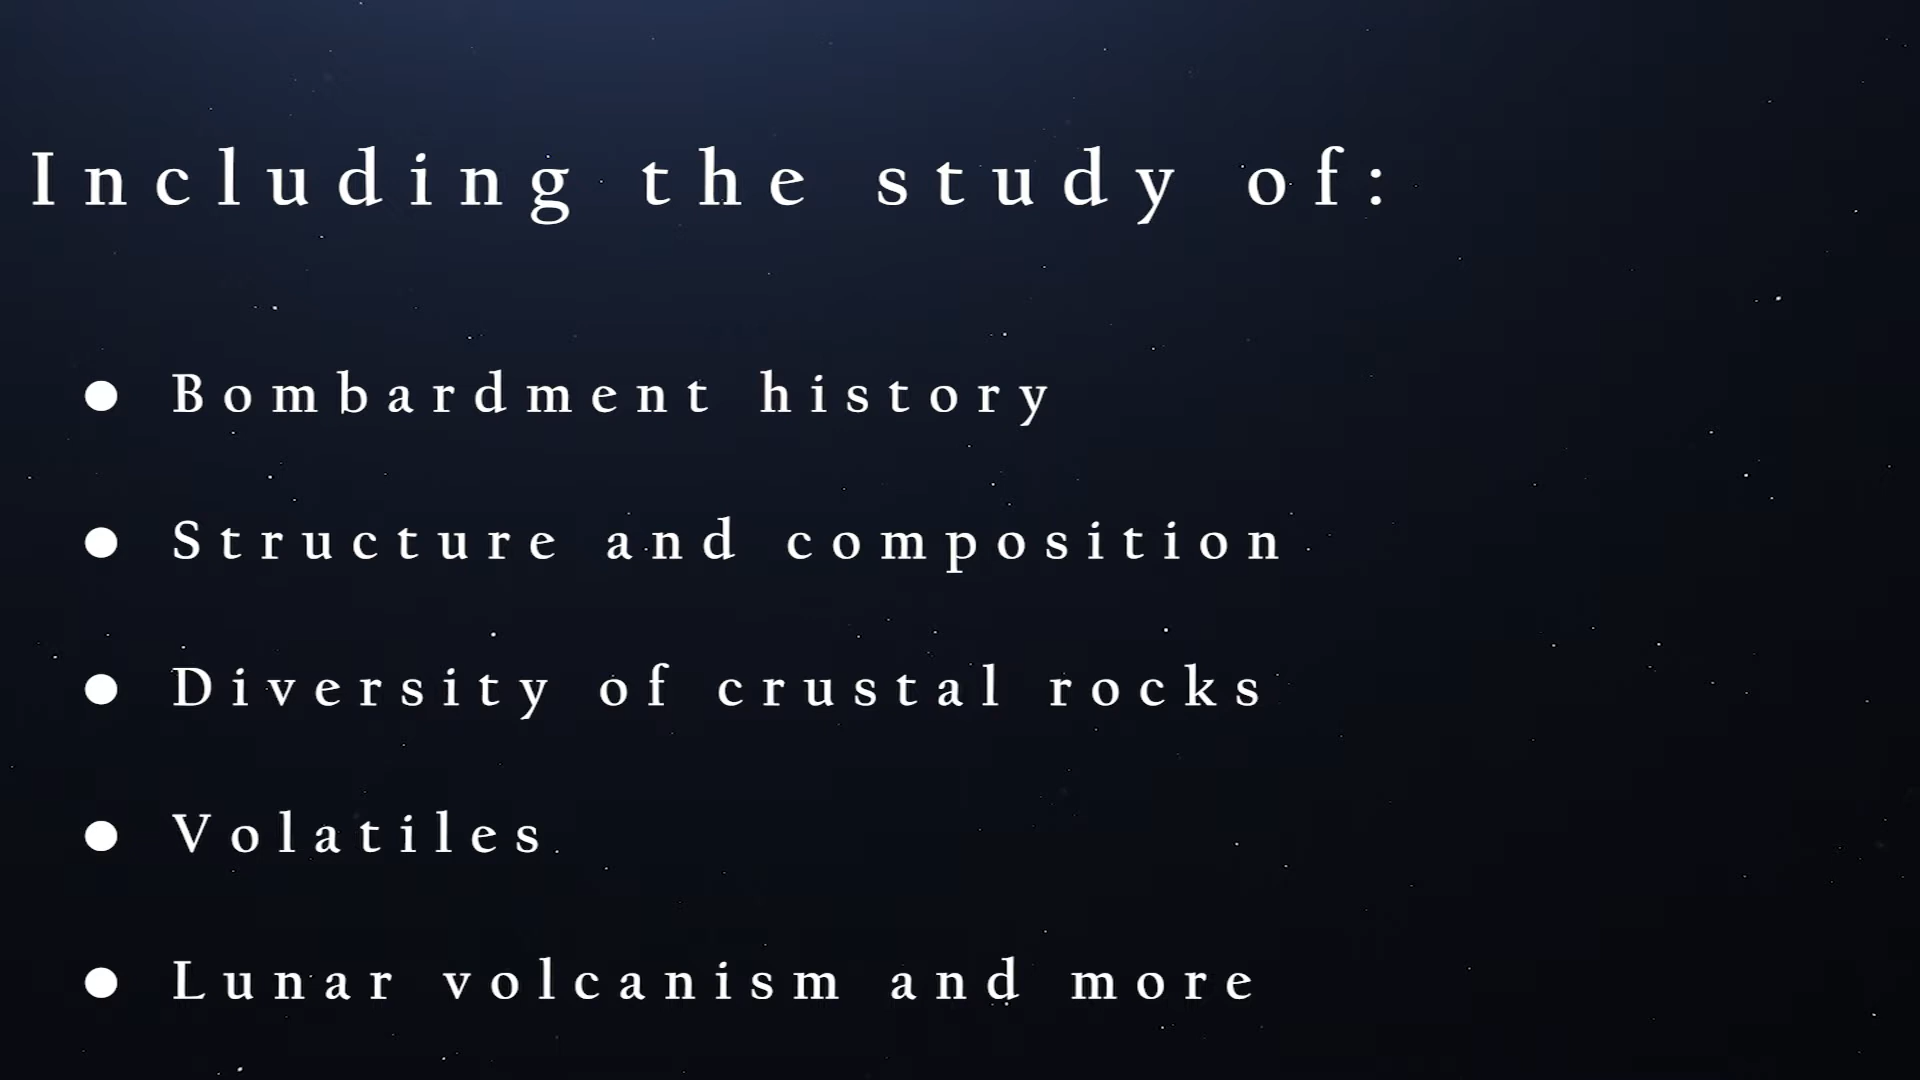 Including the study of:
● Bombardment history
● Structure and composition
● Diversity of crustal rocks
● Volatiles
● Lunar volcanism and more